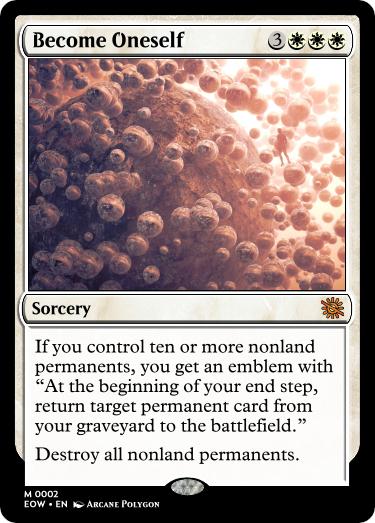 Become Oneself 3
Sorcery
If you control ten or more nonland
permanents, you get an emblem with
“At the beginning of your end step,
return target permanent card from
your graveyard to the battlefield.”
Destroy all nonland permanents.
M 0002
EOW • EN Arcane Polygon